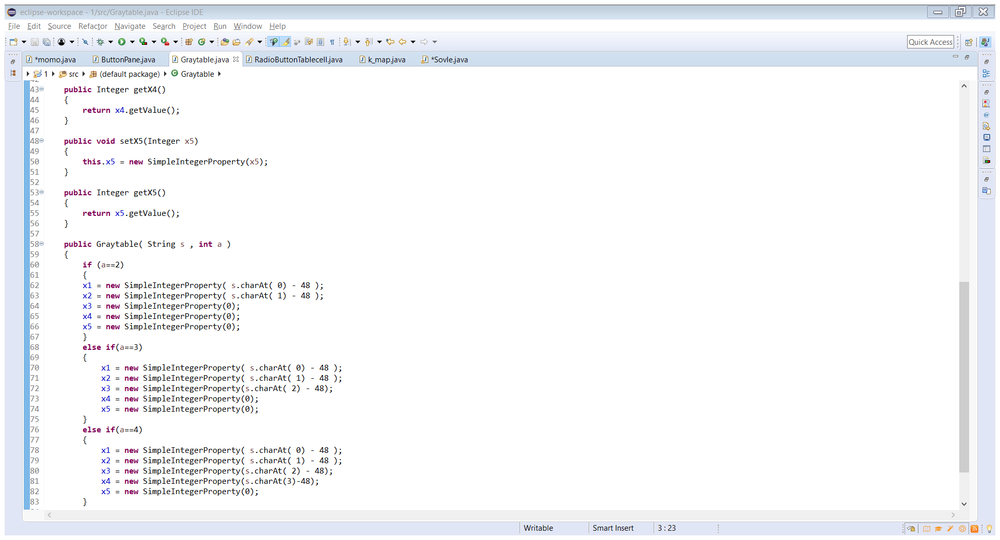 eclipse-workspace - 1/src/Graytable.java - Eclipse IDE
File Edit Source Refactor Navigate Search Project Run Window Help
Quick Access
*momo.java ButtonPane.java Graytable.java RadioButtonTablecell.java k_map.java *Sovle.java
1 src (default package) Graytable
43 public Integer getX4()
44 {
45 return x4.getValue();
46 }
47
48 public void setX5(Integer x5)
49 {
50 this.x5 = new SimpleIntegerProperty(x5);
51 }
52
53 public Integer getX5()
54 {
55 return x5.getValue();
56 }
57
58 public Graytable( String s , int a )
59 {
60 if (a==2)
61 {
62 x1 = new SimpleIntegerProperty( s.charAt( 0) - 48 );
63 x2 = new SimpleIntegerProperty( s.charAt( 1) - 48 );
64 x3 = new SimpleIntegerProperty(0);
65 x4 = new SimpleIntegerProperty(0);
66 x5 = new SimpleIntegerProperty(0);
67 }
68 else if(a==3)
69 {
70 x1 = new SimpleIntegerProperty( s.charAt( 0) - 48 );
71 x2 = new SimpleIntegerProperty( s.charAt( 1) - 48 );
72 x3 = new SimpleIntegerProperty(s.charAt( 2) - 48);
73 x4 = new SimpleIntegerProperty(0);
74 x5 = new SimpleIntegerProperty(0);
75 }
76 else if(a==4)
77 {
78 x1 = new SimpleIntegerProperty( s.charAt( 0) - 48 );
79 x2 = new SimpleIntegerProperty( s.charAt( 1) - 48 );
80 x3 = new SimpleIntegerProperty(s.charAt( 2) - 48);
81 x4 = new SimpleIntegerProperty(s.charAt(3)-48);
82 x5 = new SimpleIntegerProperty(0);
83 }
Writable Smart Insert 3 : 23